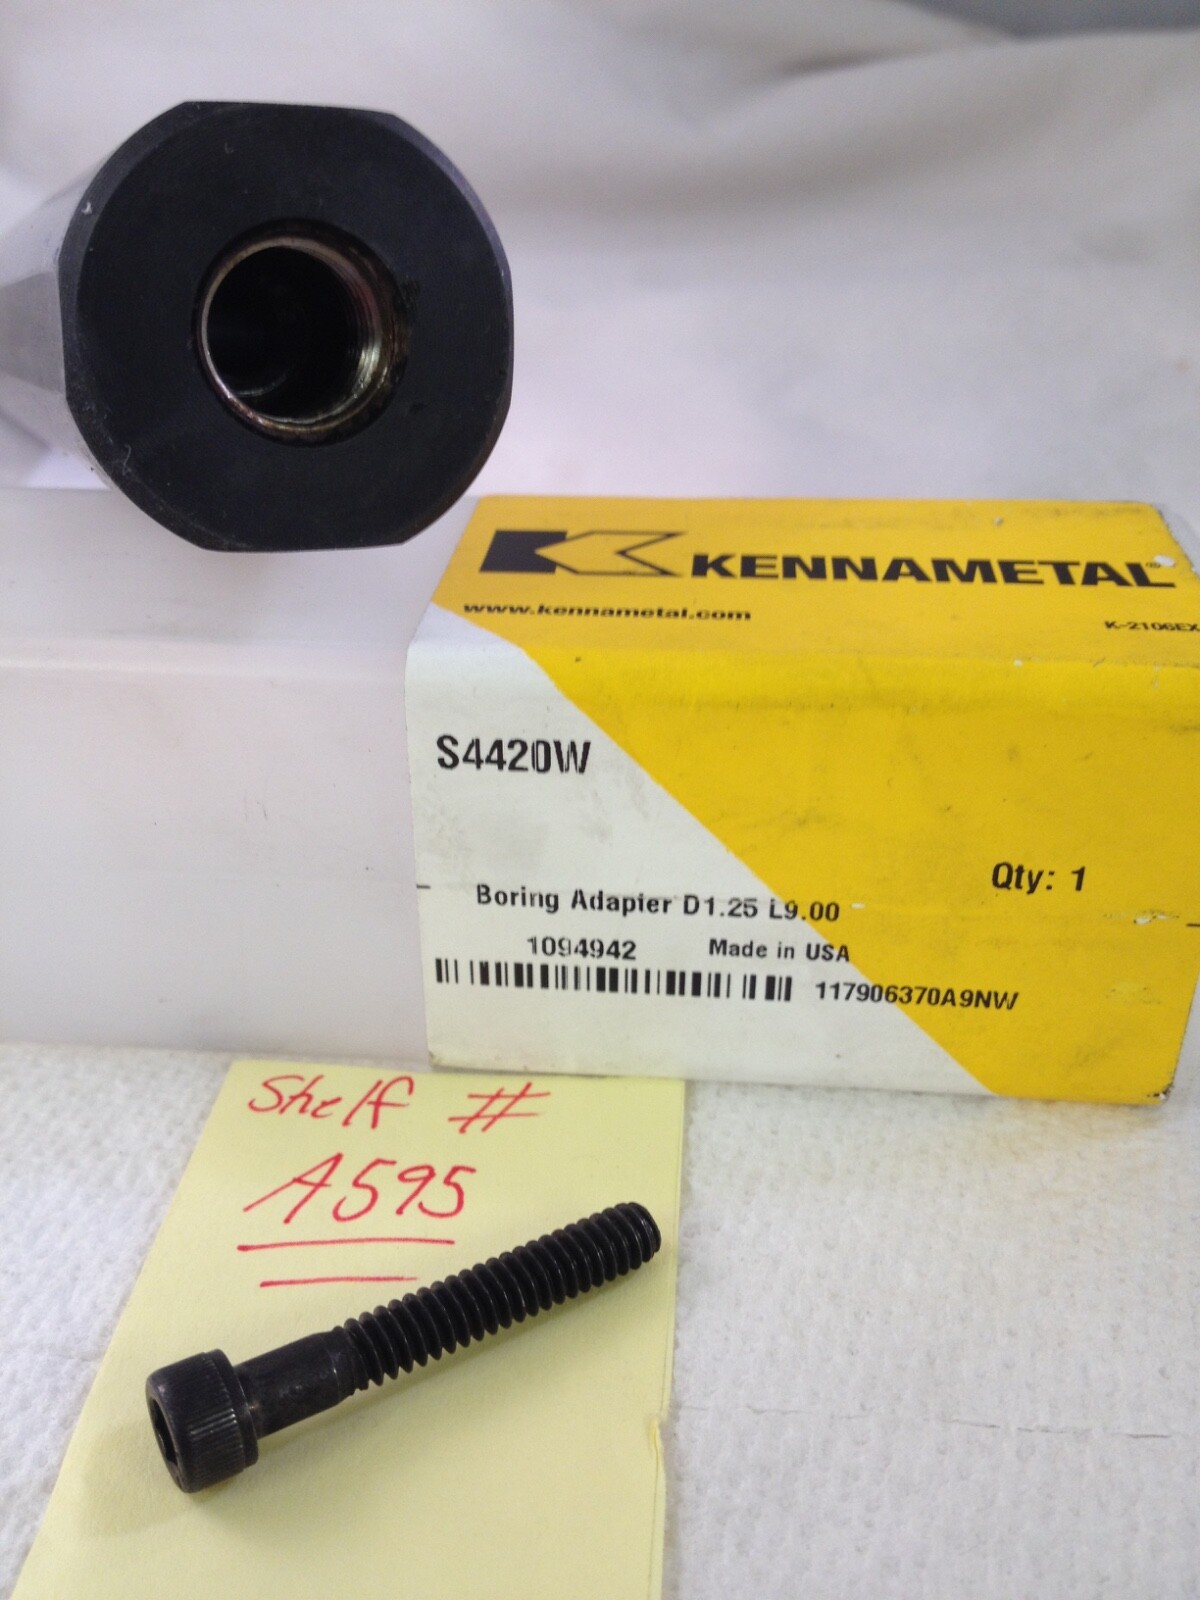 KENNAMETAL®
www.kennametal.com
K-2106EX
S4420W
Qty: 1
Boring Adapter D1.25 L9.00
1094942 Made in USA
117906370A9NW
Shelf #
A595